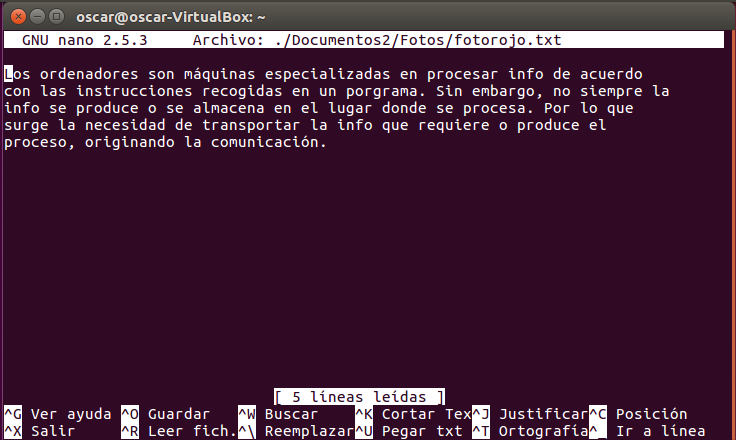 oscar@oscar-VirtualBox: ~
GNU nano 2.5.3 Archivo: ./Documentos2/Fotos/fotorojo.txt
Los ordenadores son máquinas especializadas en procesar info de acuerdo
con las instrucciones recogidas en un porgrama. Sin embargo, no siempre la
info se produce o se almacena en el lugar donde se procesa. Por lo que
surge la necesidad de transportar la info que requiere o produce el
proceso, originando la comunicación.
[ 5 líneas leídas ]
^G Ver ayuda ^O Guardar ^W Buscar ^K Cortar Tex^J Justificar^C Posición
^X Salir ^R Leer fich.^\ Reemplazar^U Pegar txt ^T Ortografía^_ Ir a línea